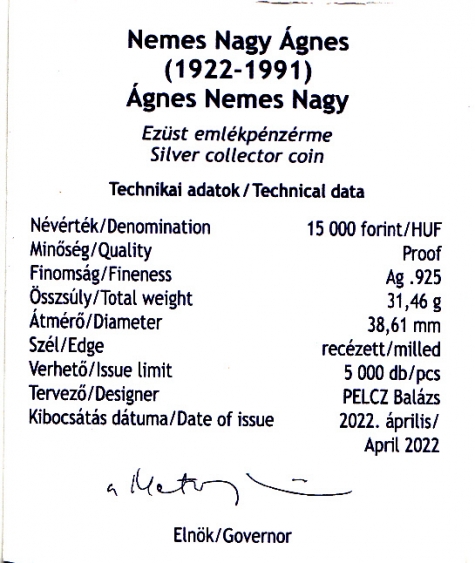 Nemes Nagy Ágnes
(1922-1991)
Ágnes Nemes Nagy
Ezüst emlékpénzérme
Silver collector coin
Technikai adatok / Technical data
Névérték/Denomination 15 000 forint/HUF
Minőség/Quality Proof
Finomság/Fineness Ag .925
Összsúly/Total weight 31,46 g
Átmérő/Diameter 38,61 mm
Szél/Edge recézett/milled
Verhető/Issue limit 5 000 db/pcs
Tervező/Designer PELCZ Balázs
Kibocsátás dátuma/Date of issue 2022. április/
April 2022
Elnök/Governor